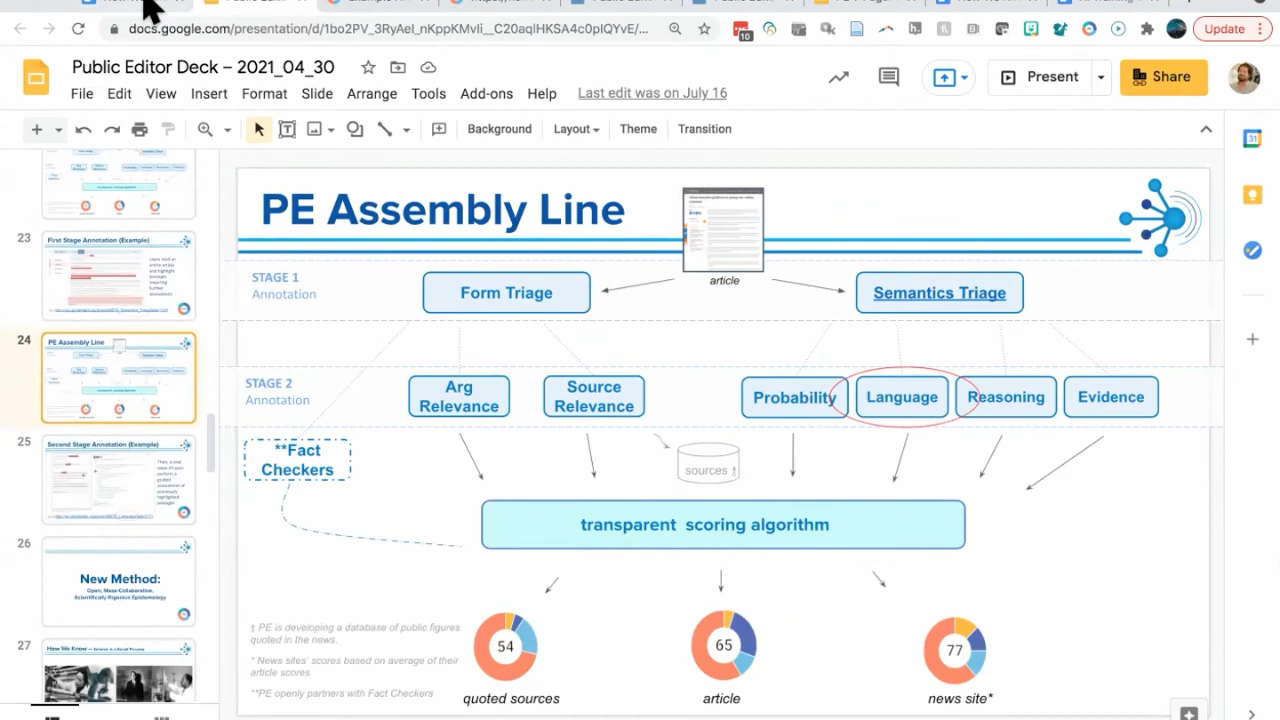 docs.google.com/presentation/d/1bo2PV_3RyAel_nKppKMvli_C20aqlHKSA4c0pIQYvE/...
10
Update
Public Editor Deck – 2021_04_30
File Edit View Insert Format Slide Arrange Tools Add-ons Help Last edit was on July 16
Present
Share
Background Layout Theme Transition
31
23
First Stage Annotation (Example)
24
PE Assembly Line
25
Second Stage Annotation (Example)
26
New Method:
Open, Mass-Collaborative,
Scientifically Rigorous Epistemology
27
PE Assembly Line
article
STAGE 1
Annotation
Form Triage
Semantics Triage
STAGE 2
Annotation
Arg
Relevance
Source
Relevance
Probability
Language
Reasoning
Evidence
**Fact
Checkers
sources ‡
transparent scoring algorithm
‡ PE is developing a database of public figures
quoted in the news.
* News sites' scores based on average of their
article scores
**PE openly partners with Fact Checkers
54
65
77
quoted sources
article
news site*